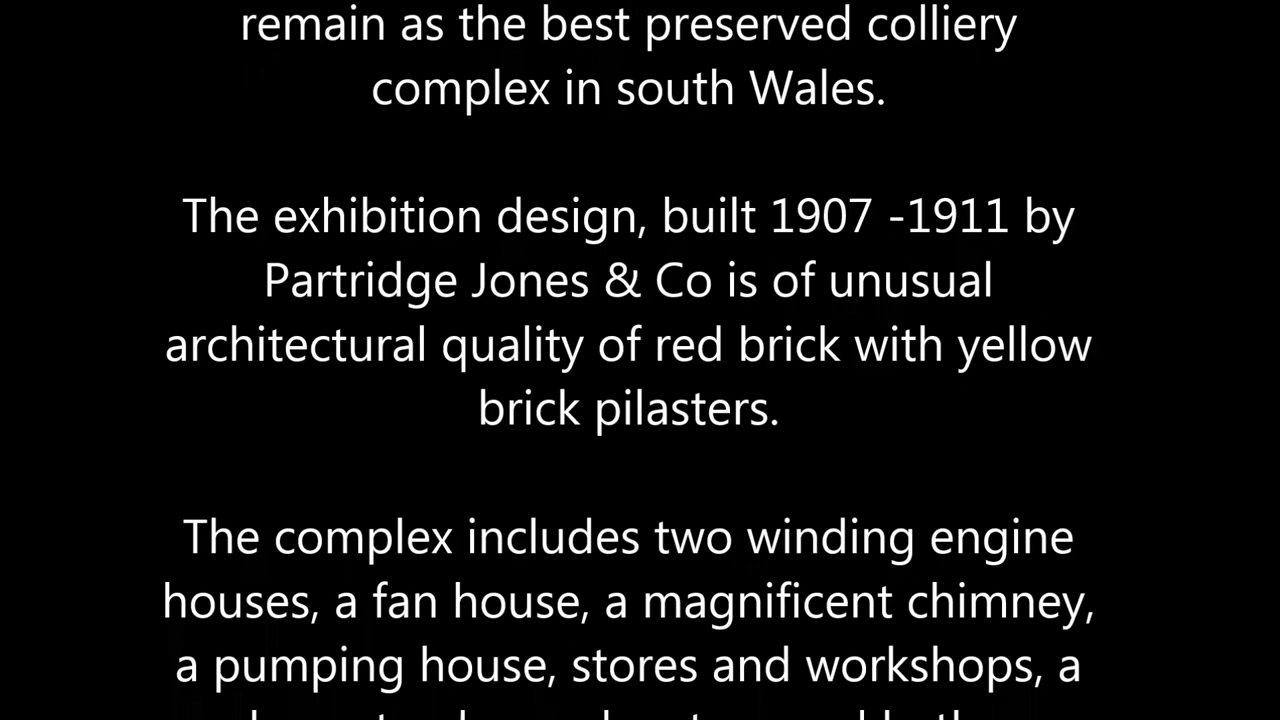 remain as the best preserved colliery
complex in south Wales.
The exhibition design, built 1907 -1911 by
Partridge Jones & Co is of unusual
architectural quality of red brick with yellow
brick pilasters.
The complex includes two winding engine
houses, a fan house, a magnificent chimney,
a pumping house, stores and workshops, a